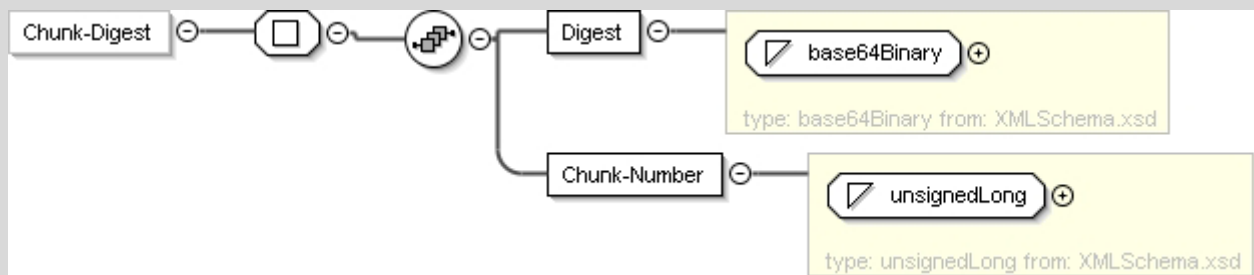 Chunk-Digest
Digest
base64Binary
type: base64Binary from: XMLSchema.xsd
Chunk-Number
unsignedLong
type: unsignedLong from: XMLSchema.xsd